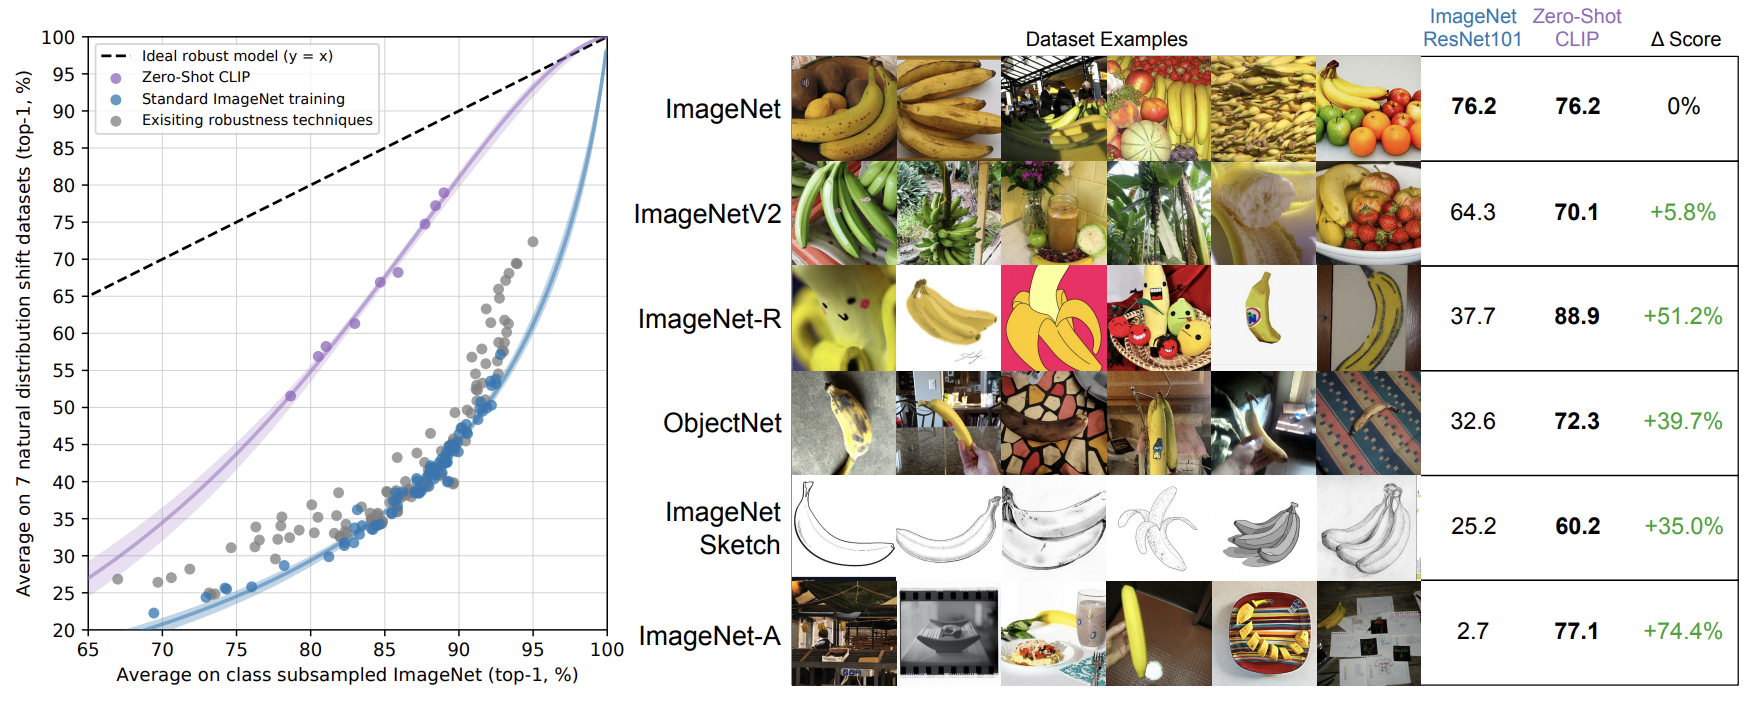 100
95
90
85
80
75
70
65
60
55
50
45
40
35
30
25
20
Average on 7 natural distribution shift datasets (top-1, %)
Ideal robust model (y = x)
Zero-Shot CLIP
Standard ImageNet training
Exisiting robustness techniques
65 70 75 80 85 90 95 100
Average on class subsampled ImageNet (top-1, %)
Dataset Examples
ImageNet
ResNet101
Zero-Shot
CLIP
Δ Score
ImageNet 76.2 76.2 0%
ImageNetV2 64.3 70.1 +5.8%
ImageNet-R 37.7 88.9 +51.2%
ObjectNet 32.6 72.3 +39.7%
ImageNet
Sketch
25.2 60.2 +35.0%
ImageNet-A 2.7 77.1 +74.4%